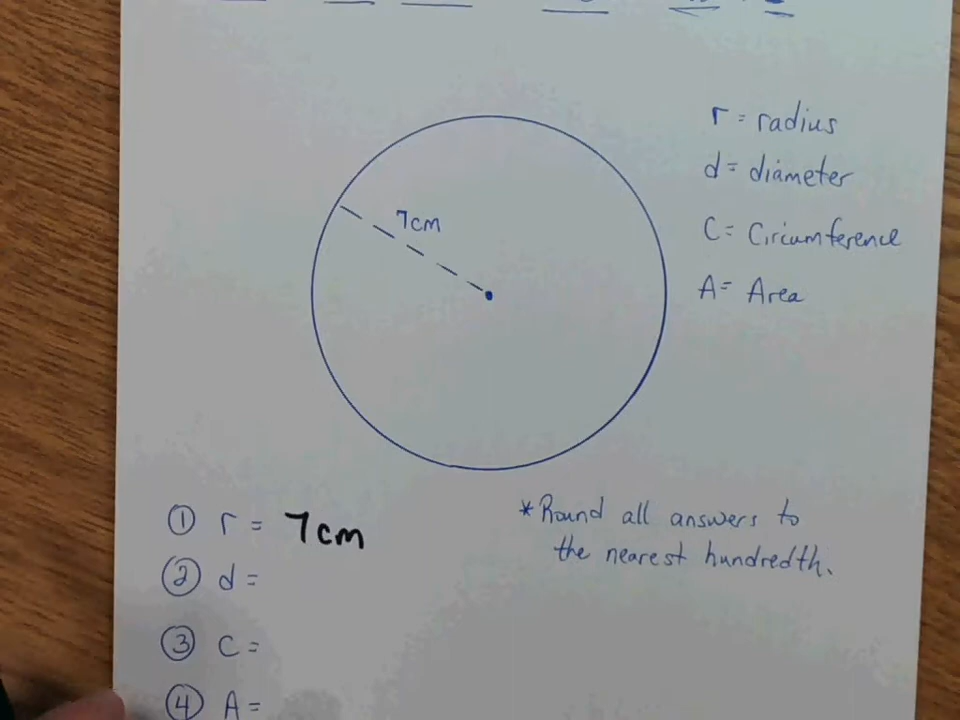 r = radius
d = diameter
C = Circumference
A = Area
7cm
① r = 7cm
② d =
③ C =
④ A =
* Round all answers to
the nearest hundredth.